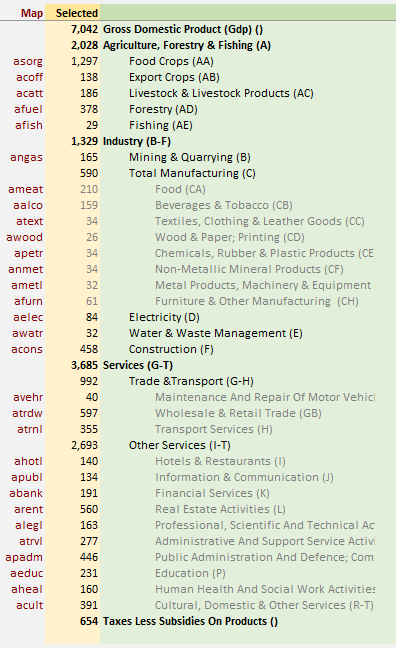 Map Selected
7,042 Gross Domestic Product (Gdp) ()
2,028 Agriculture, Forestry & Fishing (A)
asorg 1,297 Food Crops (AA)
acoff 138 Export Crops (AB)
acatt 186 Livestock & Livestock Products (AC)
afuel 378 Forestry (AD)
afish 29 Fishing (AE)
1,329 Industry (B-F)
angas 165 Mining & Quarrying (B)
590 Total Manufacturing (C)
ameat 210 Food (CA)
aalco 159 Beverages & Tobacco (CB)
atext 34 Textiles, Clothing & Leather Goods (CC)
awood 26 Wood & Paper; Printing (CD)
apetr 34 Chemicals, Rubber & Plastic Products (CE
anmet 34 Non-Metallic Mineral Products (CF)
ametl 32 Metal Products, Machinery & Equipment
afurn 61 Furniture & Other Manufacturing (CH)
aelec 84 Electricity (D)
awatr 32 Water & Waste Management (E)
acons 458 Construction (F)
3,685 Services (G-T)
992 Trade &Transport (G-H)
avehr 40 Maintenance And Repair Of Motor Vehicl
atrdw 597 Wholesale & Retail Trade (GB)
atrnl 355 Transport Services (H)
2,693 Other Services (I-T)
ahotl 140 Hotels & Restaurants (I)
apubl 134 Information & Communication (J)
abank 191 Financial Services (K)
arent 560 Real Estate Activities (L)
alegl 163 Professional, Scientific And Technical Ac
atrvl 277 Administrative And Support Service Activi
apadm 446 Public Administration And Defence; Com
aeduc 231 Education (P)
aheal 160 Human Health And Social Work Activities
acult 391 Cultural, Domestic & Other Services (R-T)
654 Taxes Less Subsidies On Products ()